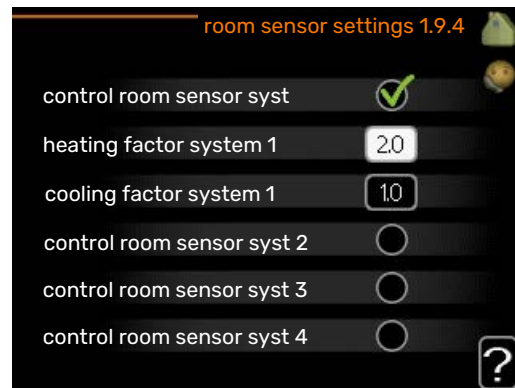 room sensor settings 1.9.4
control room sensor syst
heating factor system 1 2.0
cooling factor system 1 1.0
control room sensor syst 2
control room sensor syst 3
control room sensor syst 4
?